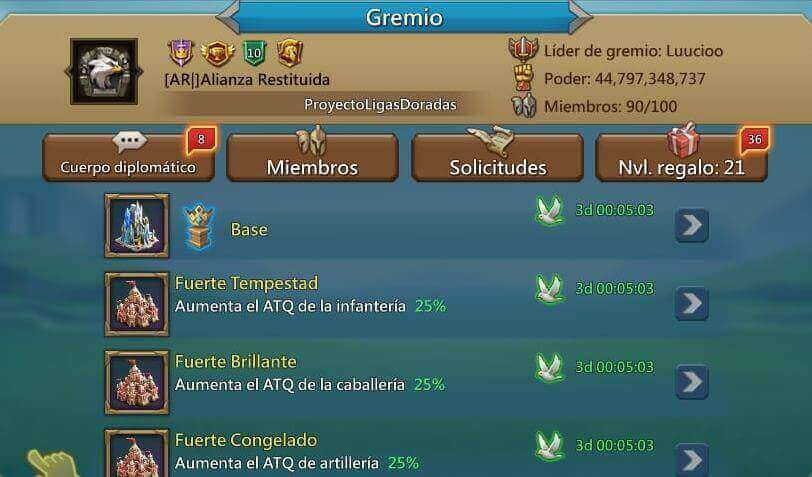 Gremio
10
[AR|]Alianza Restituida
ProyectoLigasDoradas
Líder de gremio: Luucioo
Poder: 44,797,348,737
Miembros: 90/100
8
Cuerpo diplomático
Miembros
Solicitudes
36
Nvl. regalo: 21
Base
3d 00:05:03
Fuerte Tempestad
Aumenta el ATQ de la infantería 25%
3d 00:05:03
Fuerte Brillante
Aumenta el ATQ de la caballería 25%
3d 00:05:03
Fuerte Congelado
Aumenta el ATQ de artillería 25%
3d 00:05:03